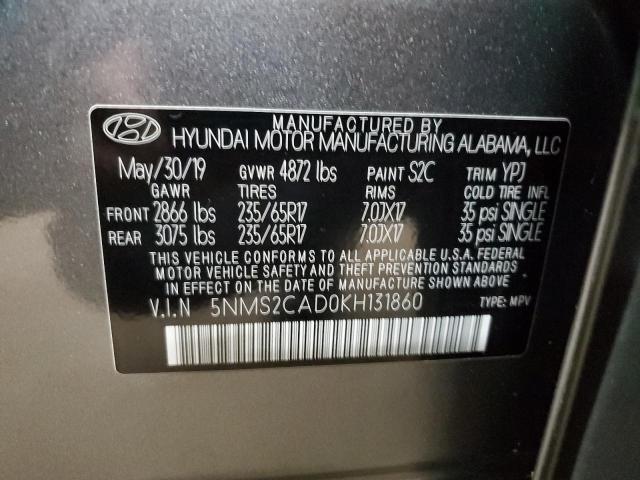 MANUFACTURED BY
HYUNDAI MOTOR MANUFACTURING ALABAMA, LLC
May/30/19 GVWR 4872 lbs PAINT S2C TRIM YPJ
GAWR TIRES RIMS COLD TIRE INFL
FRONT 2866 lbs 235/65R17 7.0JX17 35 psi SINGLE
REAR 3075 lbs 235/65R17 7.0JX17 35 psi SINGLE
THIS VEHICLE CONFORMS TO ALL APPLICABLE U.S.A. FEDERAL
MOTOR VEHICLE SAFETY AND THEFT PREVENTION STANDARDS
IN EFFECT ON THE DATE OF MANUFACTURE SHOWN ABOVE
V.I.N 5NMS2CAD0KH131860 TYPE: MPV